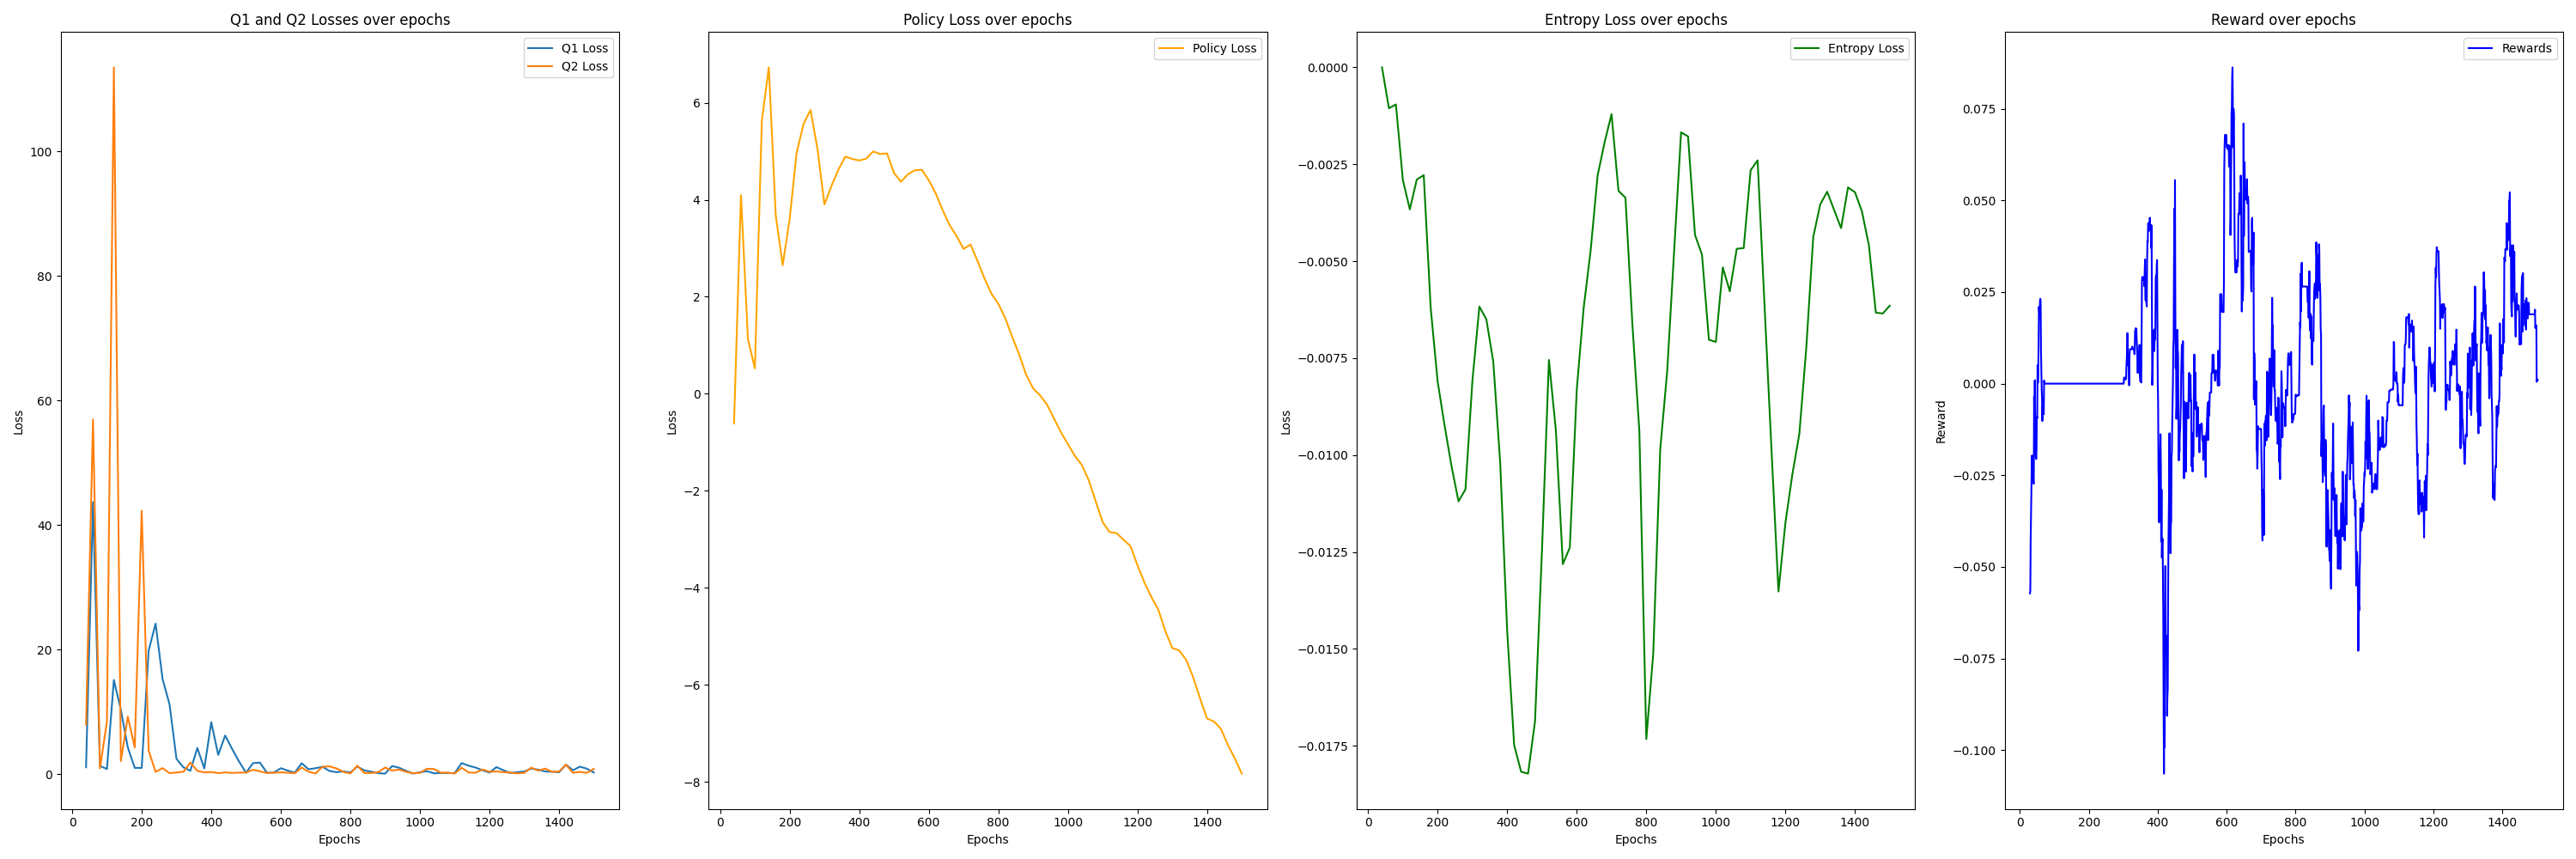 Q1 and Q2 Losses over epochs
Q1 Loss
Q2 Loss
100
80
60
40
20
0
Loss
0 200 400 600 800 1000 1200 1400
Epochs
Policy Loss over epochs
Policy Loss
6
4
2
0
−2
−4
−6
−8
Loss
0 200 400 600 800 1000 1200 1400
Epochs
Entropy Loss over epochs
Entropy Loss
0.0000
−0.0025
−0.0050
−0.0075
−0.0100
−0.0125
−0.0150
−0.0175
Loss
0 200 400 600 800 1000 1200 1400
Epochs
Reward over epochs
Rewards
0.075
0.050
0.025
0.000
−0.025
−0.050
−0.075
−0.100
Reward
0 200 400 600 800 1000 1200 1400
Epochs